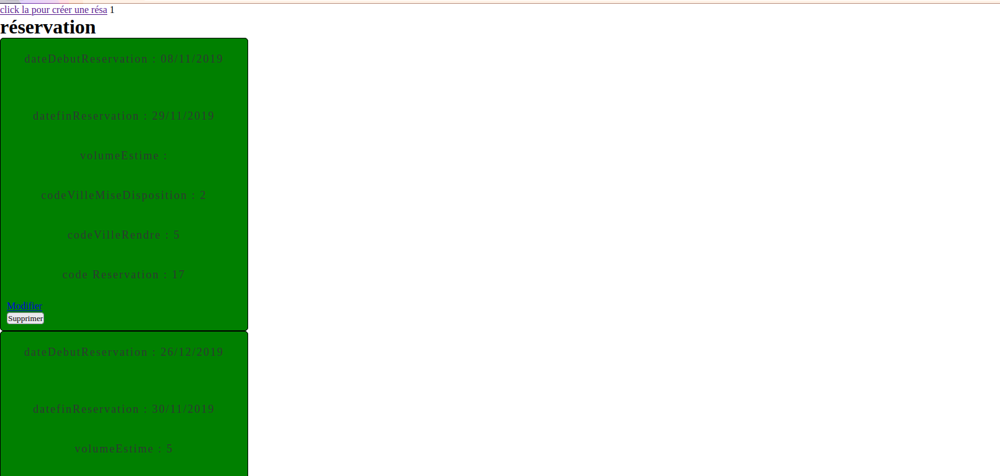 click la pour créer une résa 1
réservation
dateDebutReservation : 08/11/2019
datefinReservation : 29/11/2019
volumeEstime :
codeVilleMiseDisposition : 2
codeVilleRendre : 5
code Reservation : 17
Modifier
Supprimer
dateDebutReservation : 26/12/2019
datefinReservation : 30/11/2019
volumeEstime : 5